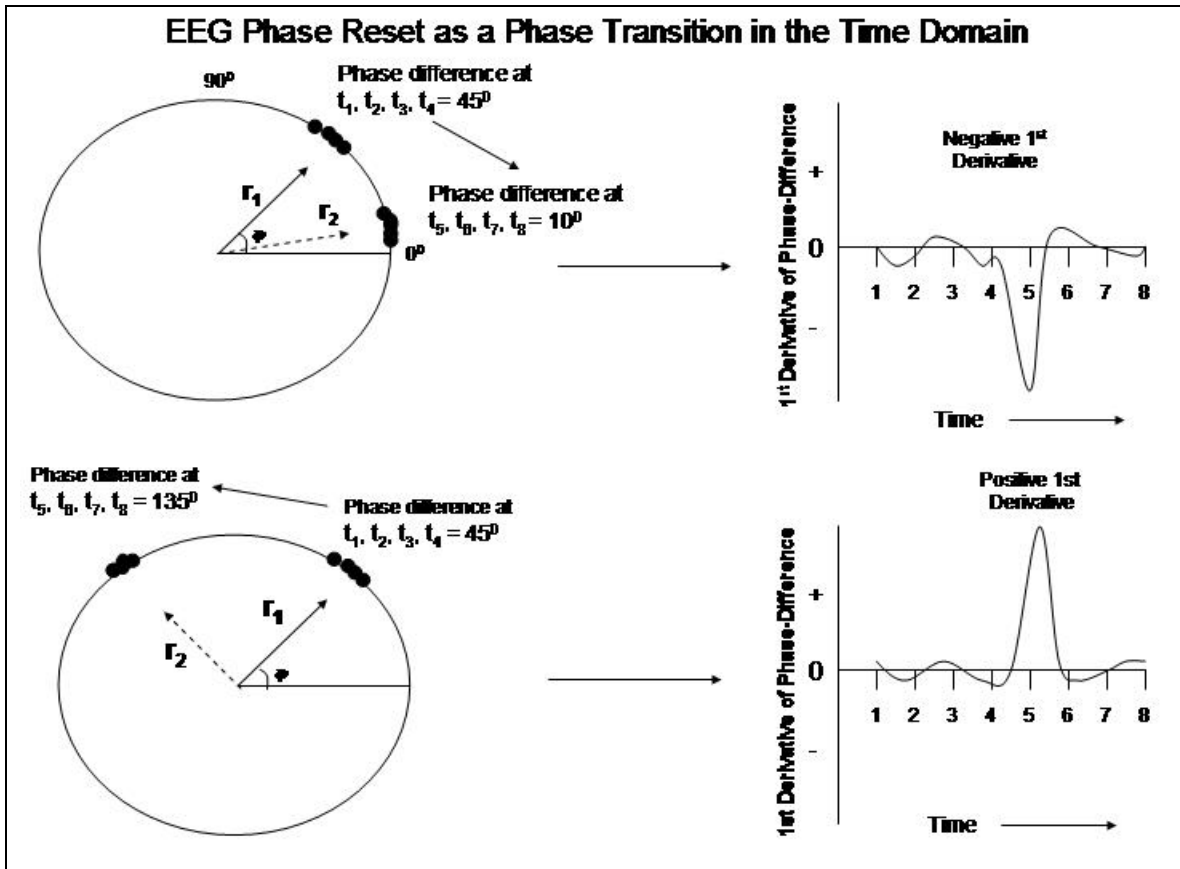 EEG Phase Reset as a Phase Transition in the Time Domain
90⁰
Phase difference at
t₁, t₂, t₃, t₄ = 45⁰
Phase difference at
t₅, t₆, t₇, t₈ = 10⁰
r₁
r₂
φ
0⁰
Negative 1ˢᵗ
Derivative
1ˢᵗ Derivative of Phase-Difference
+
0
-
1 2 3 4 5 6 7 8
Time
Phase difference at
t₅, t₆, t₇, t₈ = 135⁰
Phase difference at
t₁, t₂, t₃, t₄ = 45⁰
r₁
r₂
φ
Positive 1st
Derivative
1st Derivative of Phase-Difference
+
0
-
1 2 3 4 5 6 7 8
Time